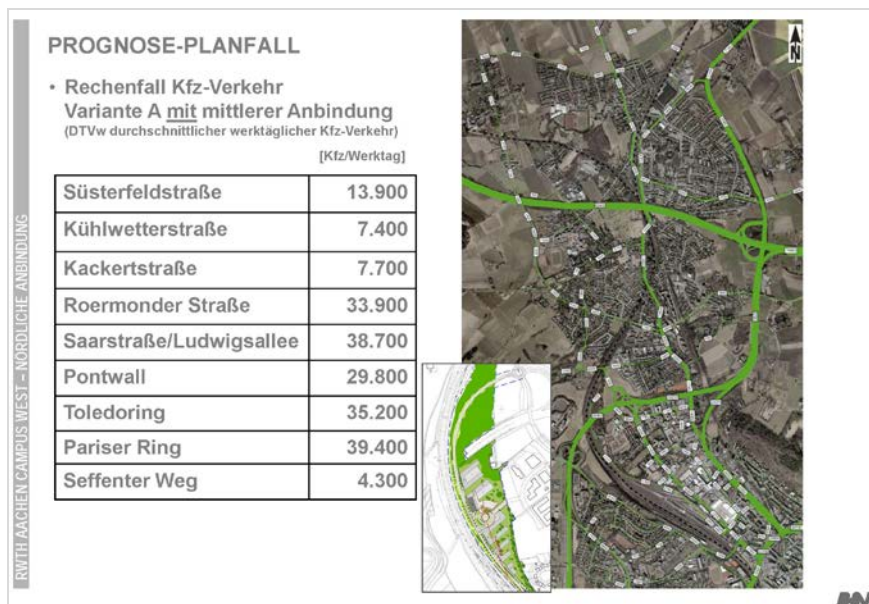 PROGNOSE-PLANFALL
• Rechenfall Kfz-Verkehr
Variante A mit mittlerer Anbindung
(DTVw durchschnittlicher werktäglicher Kfz-Verkehr)
[Kfz/Werktag]
Süsterfeldstraße 13.900
Kühlwetterstraße 7.400
Kackertstraße 7.700
Roermonder Straße 33.900
Saarstraße/Ludwigsallee 38.700
Pontwall 29.800
Toledoring 35.200
Pariser Ring 39.400
Seffenter Weg 4.300
RWTH AACHEN CAMPUS WEST – NÖRDLICHE ANBINDUNG